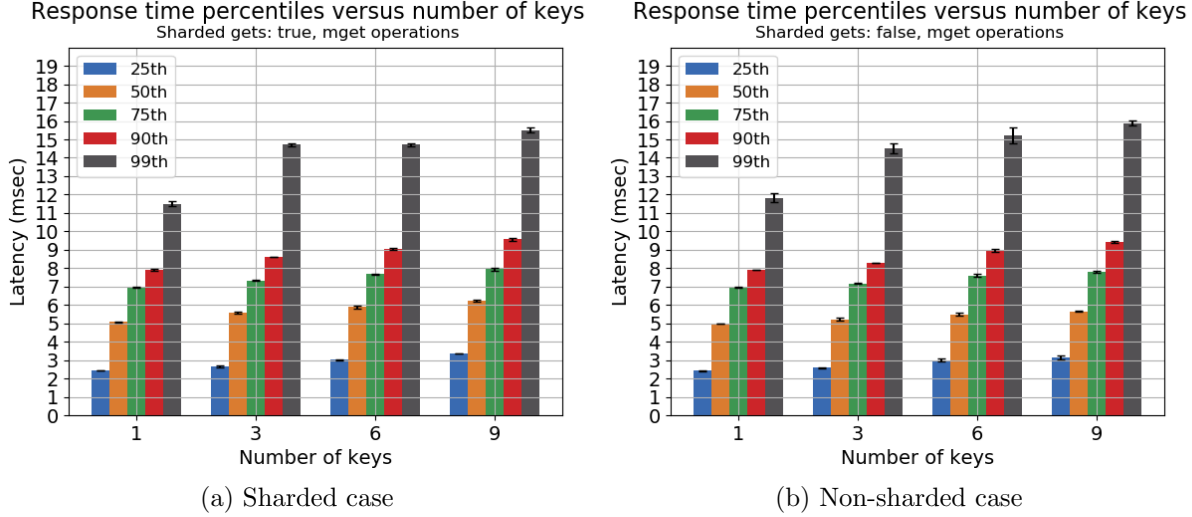 Response time percentiles versus number of keys
Sharded gets: true, mget operations
19
18
17
16
15
14
13
12
11
10
9
8
7
6
5
4
3
2
1
0
Latency (msec)
25th
50th
75th
90th
99th
1 3 6 9
Number of keys
(a) Sharded case
Response time percentiles versus number of keys
Sharded gets: false, mget operations
19
18
17
16
15
14
13
12
11
10
9
8
7
6
5
4
3
2
1
0
Latency (msec)
25th
50th
75th
90th
99th
1 3 6 9
Number of keys
(b) Non-sharded case